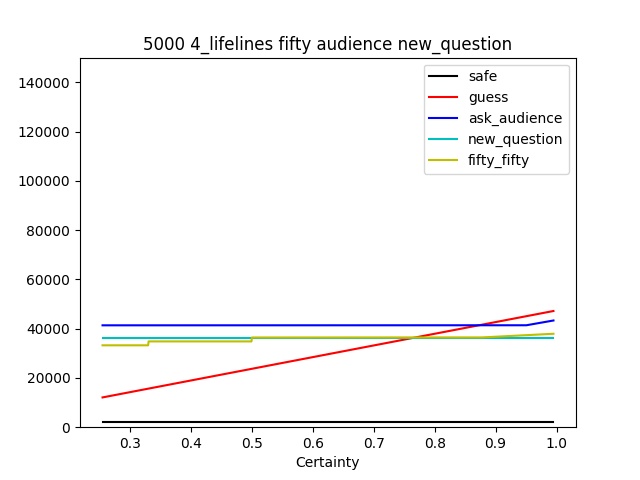 5000 4_lifelines fifty audience new_question
140000
120000
100000
80000
60000
40000
20000
0
safe
guess
ask_audience
new_question
fifty_fifty
0.3 0.4 0.5 0.6 0.7 0.8 0.9 1.0
Certainty